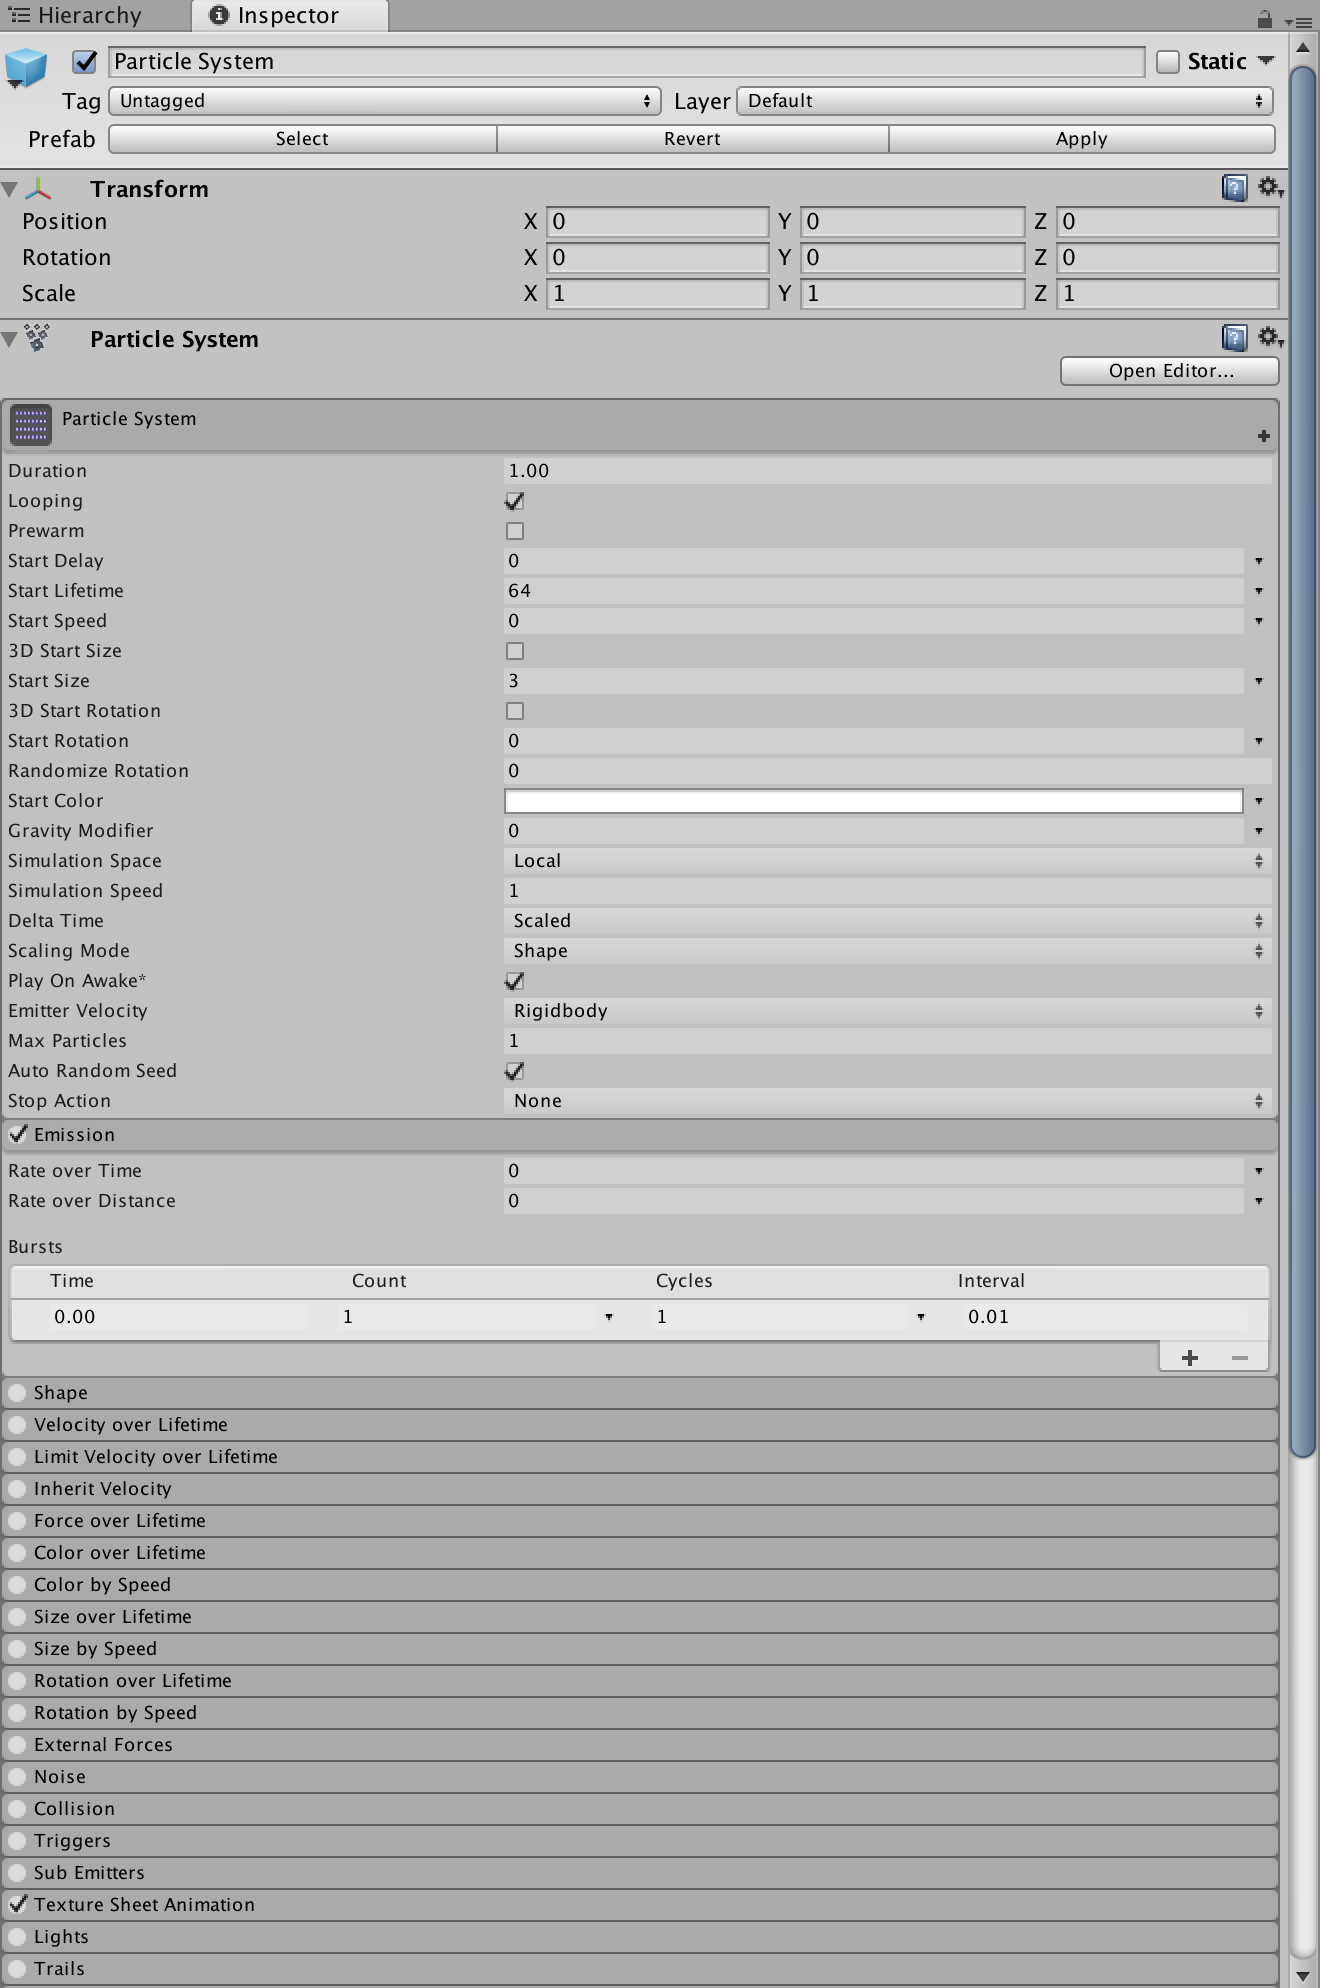 Hierarchy Inspector
Particle System Static
Tag Untagged Layer Default
Prefab Select Revert Apply
Transform
Position X 0 Y 0 Z 0
Rotation X 0 Y 0 Z 0
Scale X 1 Y 1 Z 1
Particle System
Open Editor...
Particle System
Duration 1.00
Looping
Prewarm
Start Delay 0
Start Lifetime 64
Start Speed 0
3D Start Size
Start Size 3
3D Start Rotation
Start Rotation 0
Randomize Rotation 0
Start Color
Gravity Modifier 0
Simulation Space Local
Simulation Speed 1
Delta Time Scaled
Scaling Mode Shape
Play On Awake*
Emitter Velocity Rigidbody
Max Particles 1
Auto Random Seed
Stop Action None
Emission
Rate over Time 0
Rate over Distance 0
Bursts
Time Count Cycles Interval
0.00 1 1 0.01
Shape
Velocity over Lifetime
Limit Velocity over Lifetime
Inherit Velocity
Force over Lifetime
Color over Lifetime
Color by Speed
Size over Lifetime
Size by Speed
Rotation over Lifetime
Rotation by Speed
External Forces
Noise
Collision
Triggers
Sub Emitters
Texture Sheet Animation
Lights
Trails